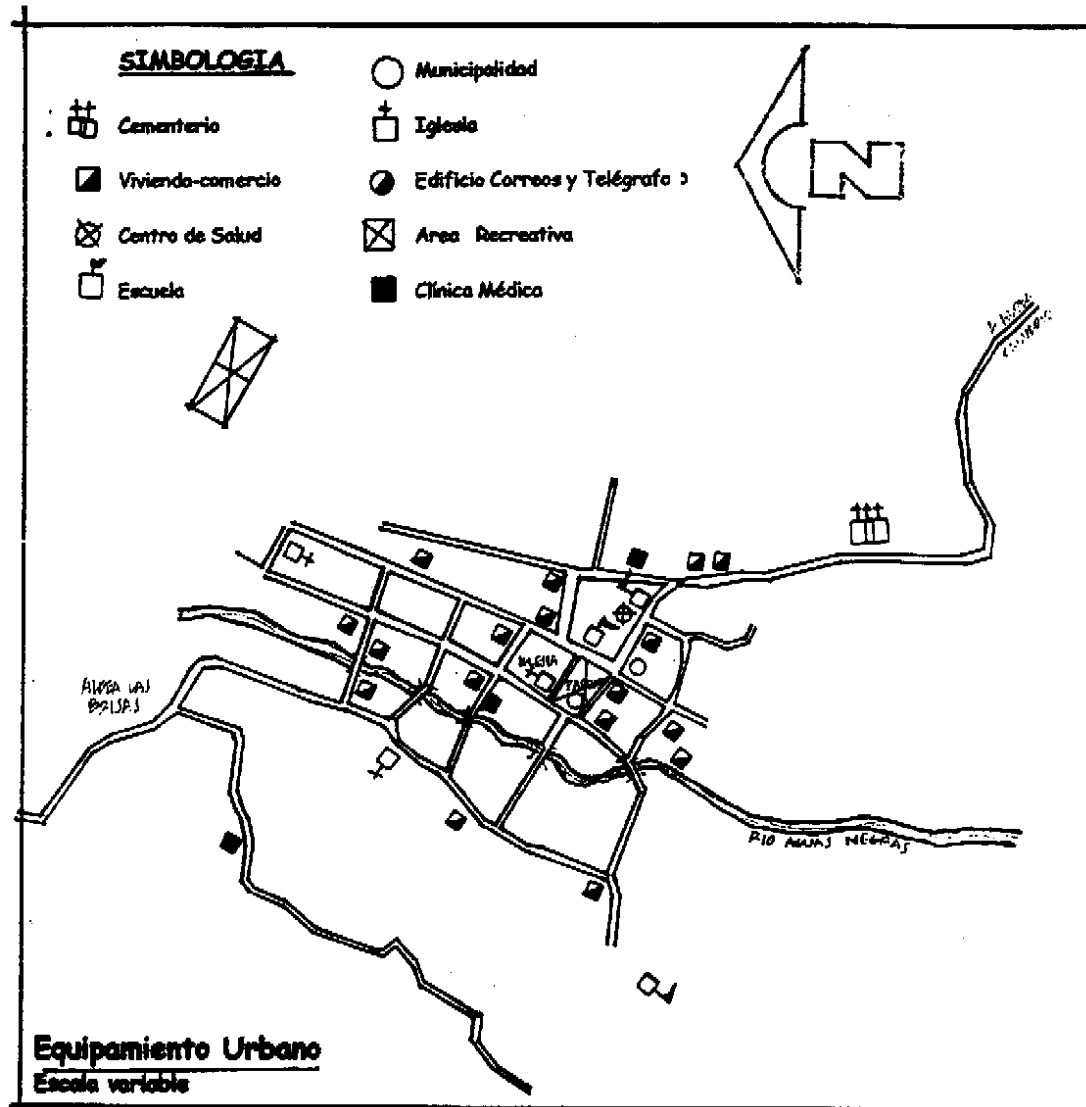 SIMBOLOGIA
Cementerio
Vivienda-comercio
Centro de Salud
Escuela
Municipalidad
Iglesia
Edificio Correos y Telégrafo
Area Recreativa
Clínica Médica
N
IGLESIA
RIO AGUAS NEGRAS
Equipamiento Urbano
Escala variable